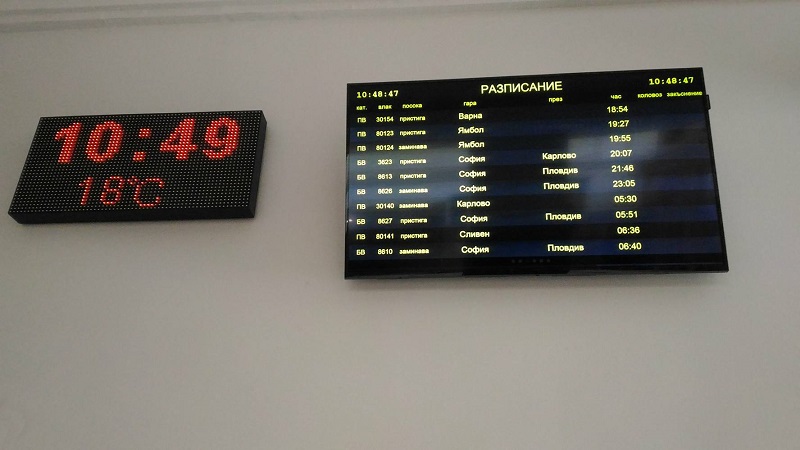 10:49
18°C
10:48:47 РАЗПИСАНИЕ 10:48:47
кат. влак посока гара през час коловоз закъснение
ПВ 30154 пристига Варна 18:54
ПВ 80123 пристига Ямбол 19:27
ПВ 80124 заминава Ямбол 19:55
БВ 3623 пристига София Карлово 20:07
БВ 8613 пристига София Пловдив 21:46
БВ 8626 заминава София Пловдив 23:05
ПВ 30140 заминава Карлово 05:30
БВ 8627 пристига София Пловдив 05:51
ПВ 80141 пристига Сливен 06:36
БВ 8610 заминава София Пловдив 06:40